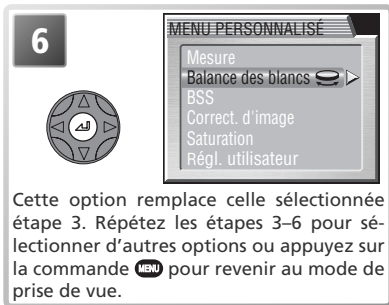 6
MENU PERSONNALISÉ
Mesure
Balance des blancs
BSS
Correct. d'image
Saturation
Régl. utilisateur
Cette option remplace celle sélectionnée
étape 3. Répétez les étapes 3–6 pour sé-
lectionner d'autres options ou appuyez sur
la commande MENU pour revenir au mode de
prise de vue.